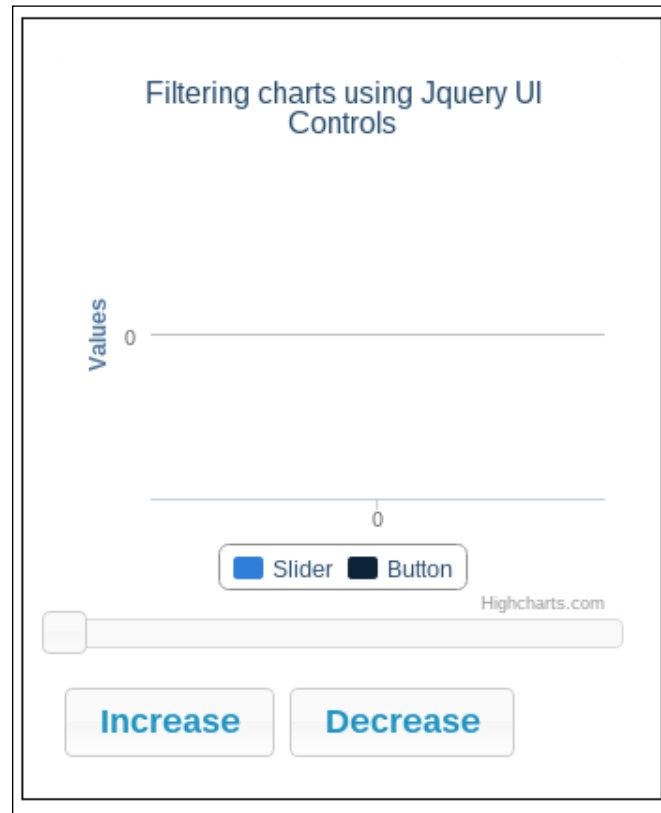 Filtering charts using Jquery UI
Controls
Values
0
0
Slider Button
Highcharts.com
Increase Decrease